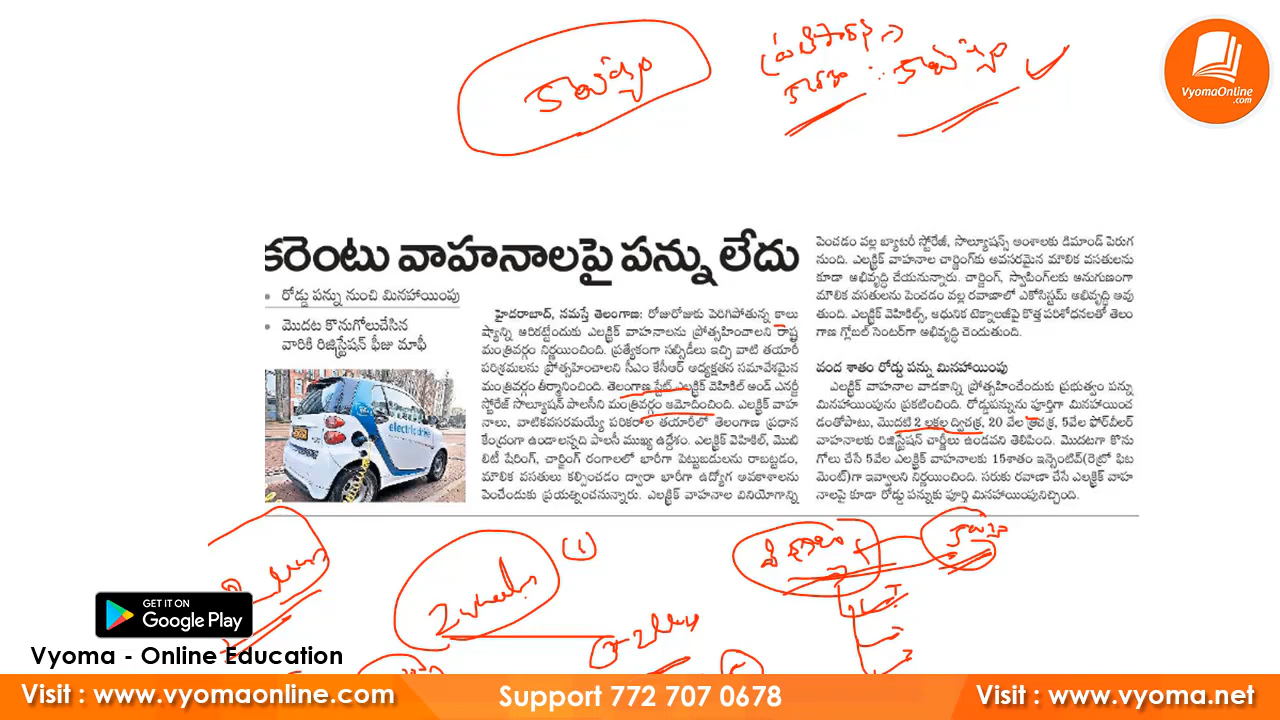 కాలుష్యం
కాలుష్యం
VyomaOnline
.com
కరెంటు వాహనాలపై పన్ను లేదు
• రోడ్డు పన్ను నుంచి మినహాయింపు
• మొదట కొనుగోలుచేసిన
వారికి రిజిస్ట్రేషన్ ఫీజు మాఫీ
హైదరాబాద్, నమస్తే తెలంగాణ: రోజురోజుకు పెరిగిపోతున్న కాలు
ష్యాన్ని అరికట్టేందుకు ఎలక్ట్రిక్ వాహనాలను ప్రోత్సహించాలని రాష్ట్ర
మంత్రివర్గం నిర్ణయించింది. ప్రత్యేకంగా సబ్సిడీలు ఇచ్చి వాటి తయారీ
పరిశ్రమలను ప్రోత్సహించాలని సీఎం కేసీఆర్ అధ్యక్షతన సమావేశమైన
మంత్రివర్గం తీర్మానించింది. తెలంగాణ స్టేట్ ఎలక్ట్రిక్ వెహికిల్ అండ్ ఎనర్జీ
స్టోరేజ్ సొల్యూషన్ పాలసీని మంత్రివర్గం ఆమోదించింది. ఎలక్ట్రిక్ వాహ
నాలు, వాటికవసరమయ్యే పరికరాల తయారీలో తెలంగాణ ప్రధాన
కేంద్రంగా ఉండాలన్నది పాలసీ ముఖ్య ఉద్దేశం. ఎలక్ట్రిక్ వెహికిల్, మొబి
లిటీ షేరింగ్, చార్జింగ్ రంగాలలో భారీగా పెట్టుబడులను రాబట్టడం,
మౌలిక వసతులు కల్పించడం ద్వారా భారీగా ఉద్యోగ అవకాశాలను
పెంచేందుకు ప్రయత్నించనున్నారు. ఎలక్ట్రిక్ వాహనాల వినియోగాన్ని
పెంచడం వల్ల బ్యాటరీ స్టోరేజీ, సొల్యూషన్స్ అంశాలకు డిమాండ్ పెరుగ
నుంది. ఎలక్ట్రిక్ వాహనాల చార్జింగ్‌కు అవసరమైన మౌలిక వసతులను
కూడా అభివృద్ధి చేయనున్నారు. చార్జింగ్, స్వాపింగ్‌లకు అనుగుణంగా
మౌలిక వసతులను పెంచడం వల్ల రవాణాలో ఎకోసిస్టమ్ అభివృద్ధి అవు
తుంది. ఎలక్ట్రిక్ వెహికిల్స్, అధునిక టెక్నాలజీపై కొత్త పరిశోధనలతో తెలం
గాణ గ్లోబల్ సెంటర్‌గా అభివృద్ధి చెందుతుంది.
వంద శాతం రోడ్డు పన్ను మినహాయింపు
ఎలక్ట్రిక్ వాహనాల వాడకాన్ని ప్రోత్సహించేందుకు ప్రభుత్వం పన్ను
మినహాయింపును ప్రకటించింది. రోడ్డుపన్నును పూర్తిగా మినహాయించ
డంతోపాటు, మొదటి 2 లక్షల ద్విచక్ర, 20 వేల త్రిచక్ర, 5వేల ఫోర్‌వీలర్
వాహనాలకు రిజిస్ట్రేషన్ చార్జీలు ఉండవని తెలిపింది. మొదటగా కొను
గోలు చేసే 5వేల ఎలక్ట్రిక్ వాహనాలకు 15శాతం ఇన్సెంటివ్(రెట్రో ఫిట
మెంట్)గా ఇవ్వాలని నిర్ణయించింది. సరుకు రవాణా చేసే ఎలక్ట్రిక్ వాహ
నాలపై కూడా రోడ్డు పన్నుకు పూర్తి మినహాయింపునిచ్చింది.
electric drive
(1)
2 wheeler
GET IT ON
Google Play
Vyoma - Online Education
Visit : www.vyomaonline.com
Support 772 707 0678
Visit : www.vyoma.net